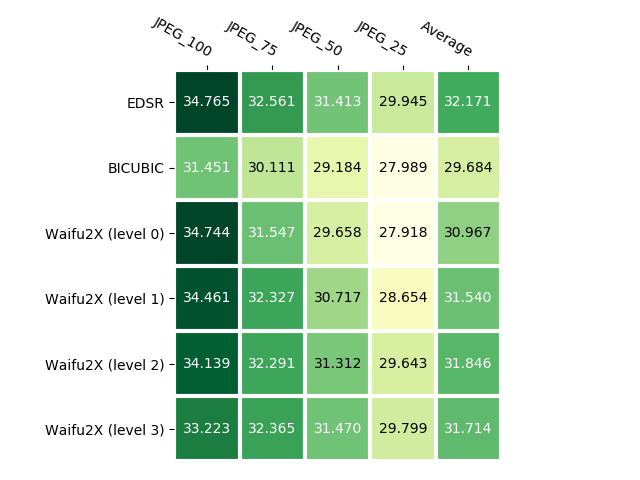 JPEG_100 JPEG_75 JPEG_50 JPEG_25 Average
EDSR 34.765 32.561 31.413 29.945 32.171
BICUBIC 31.451 30.111 29.184 27.989 29.684
Waifu2X (level 0) 34.744 31.547 29.658 27.918 30.967
Waifu2X (level 1) 34.461 32.327 30.717 28.654 31.540
Waifu2X (level 2) 34.139 32.291 31.312 29.643 31.846
Waifu2X (level 3) 33.223 32.365 31.470 29.799 31.714